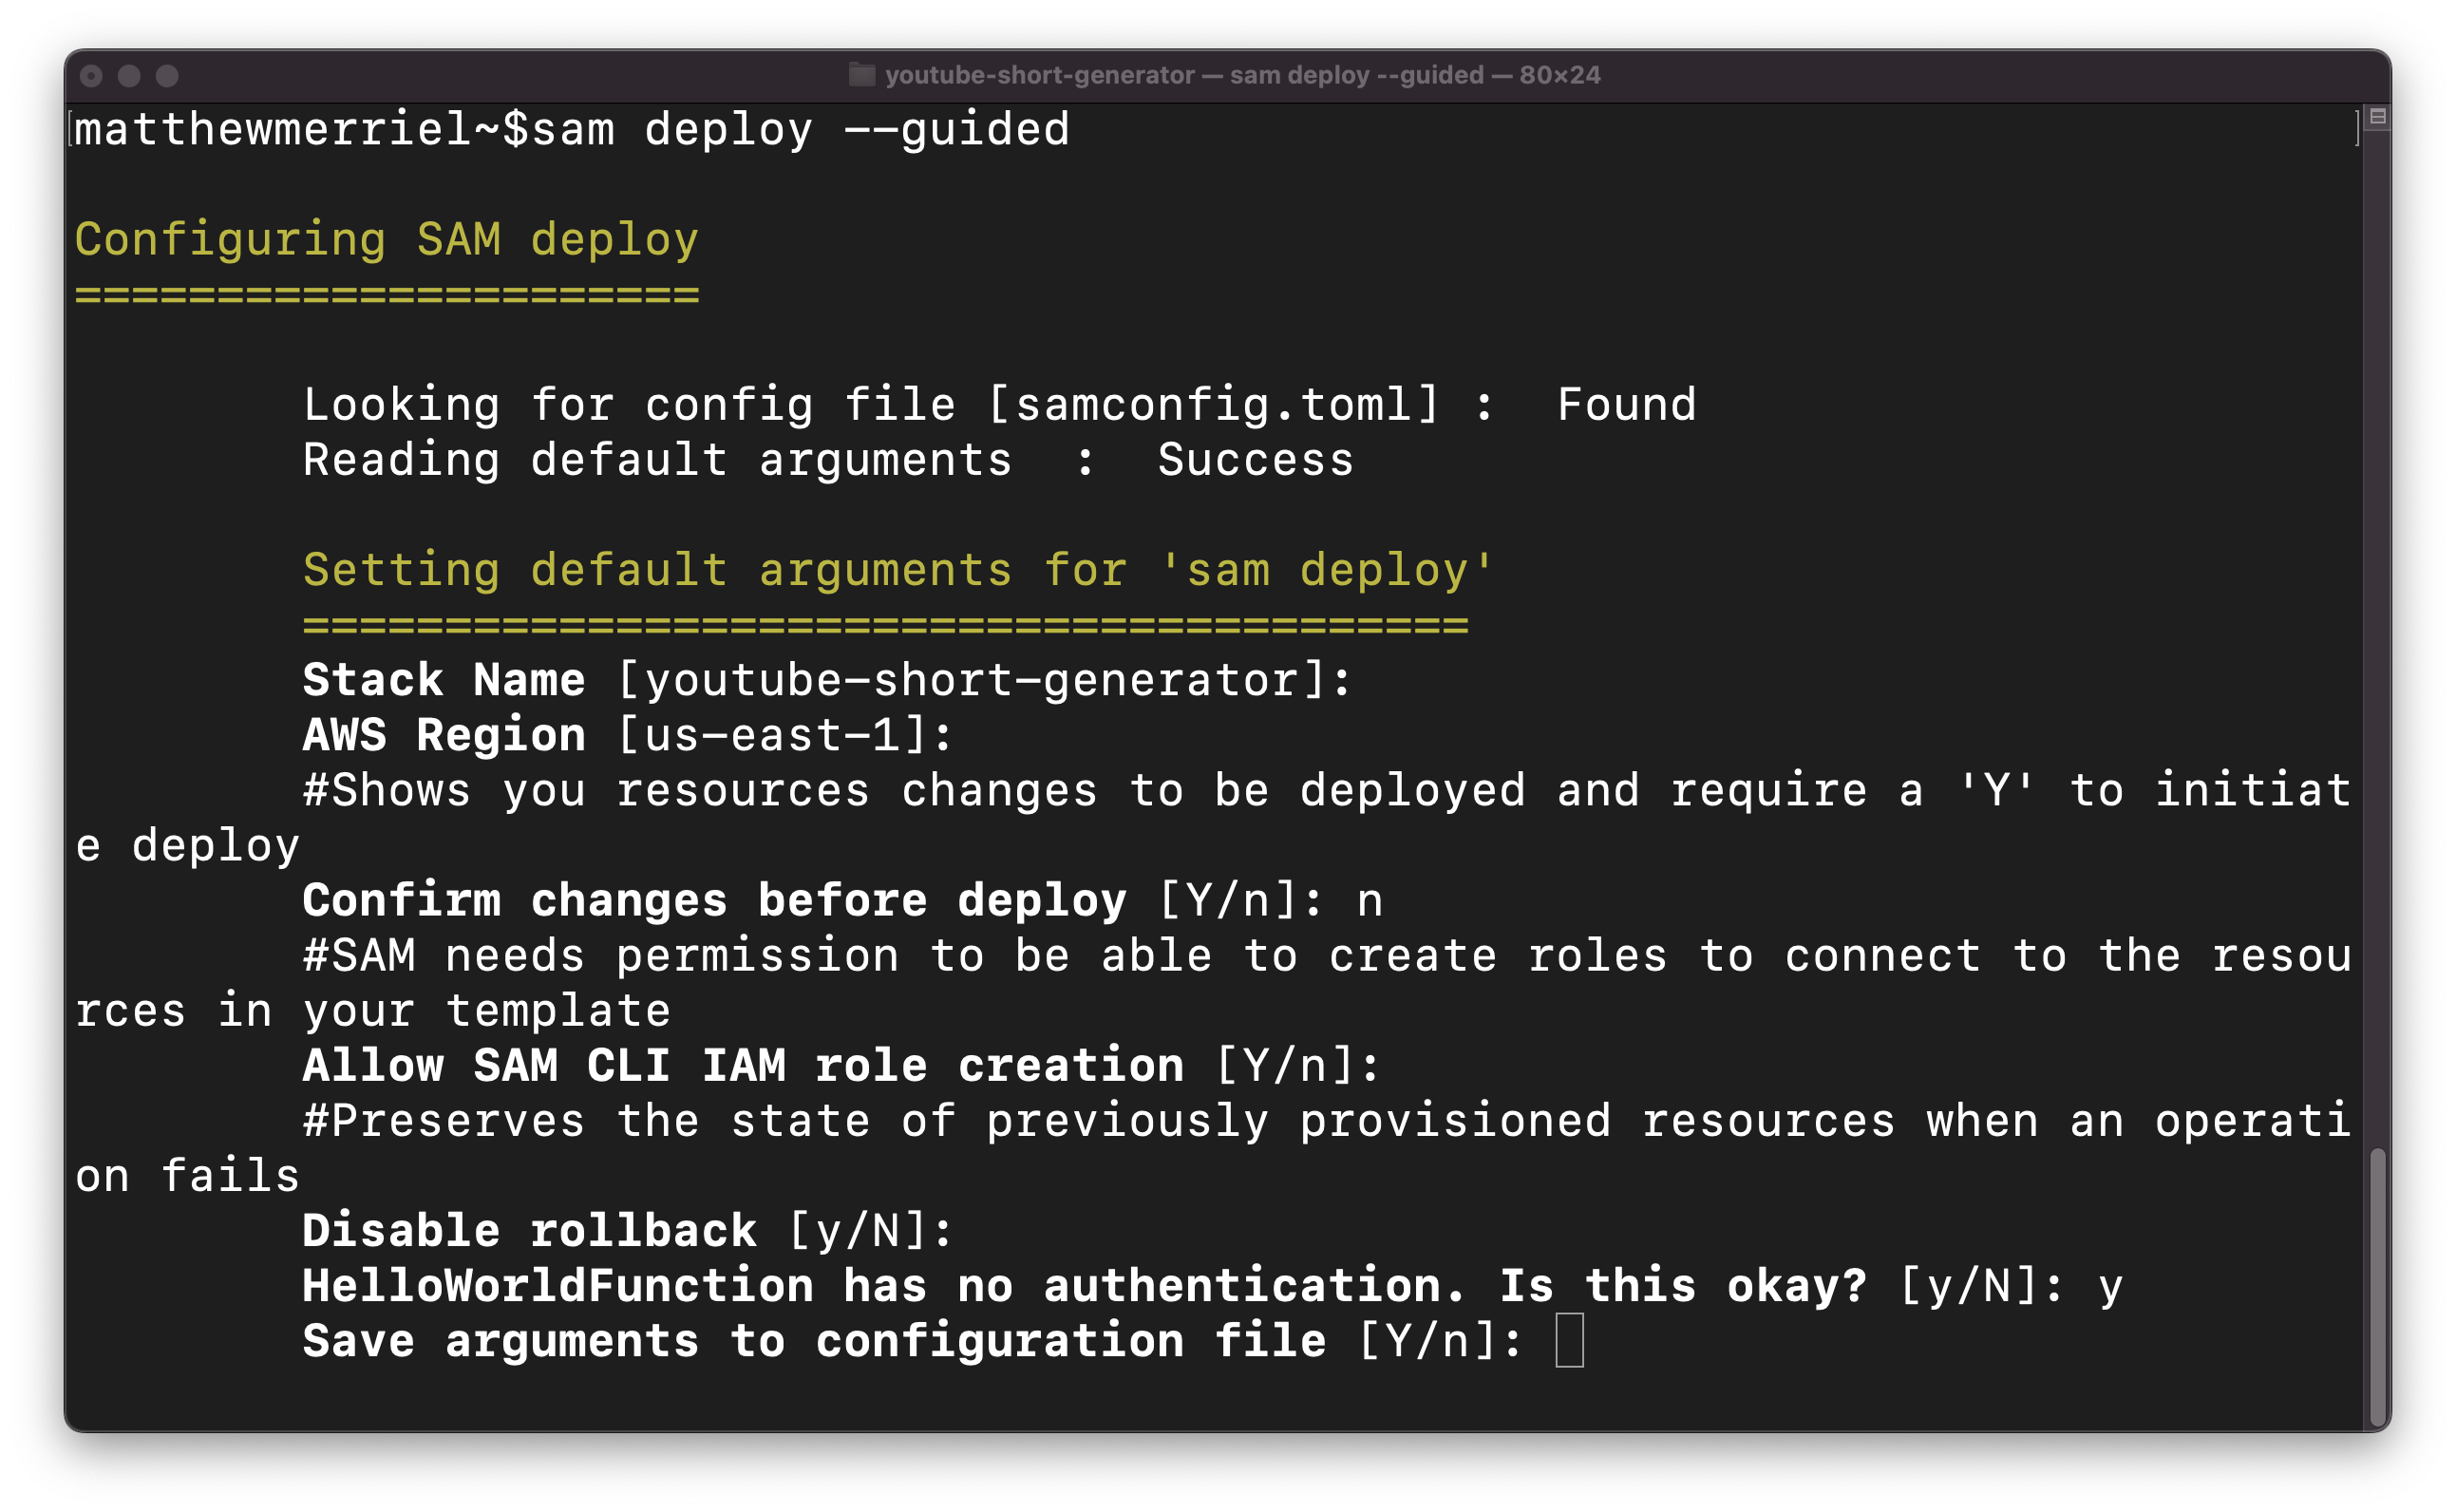 youtube-short-generator — sam deploy --guided — 80×24
[matthewmerriel~$sam deploy --guided ]
Configuring SAM deploy
======================
Looking for config file [samconfig.toml] :  Found
Reading default arguments  :  Success
Setting default arguments for 'sam deploy'
=========================================
Stack Name [youtube-short-generator]:
AWS Region [us-east-1]:
#Shows you resources changes to be deployed and require a 'Y' to initiat
e deploy
Confirm changes before deploy [Y/n]: n
#SAM needs permission to be able to create roles to connect to the resou
rces in your template
Allow SAM CLI IAM role creation [Y/n]:
#Preserves the state of previously provisioned resources when an operati
on fails
Disable rollback [y/N]:
HelloWorldFunction has no authentication. Is this okay? [y/N]: y
Save arguments to configuration file [Y/n]: